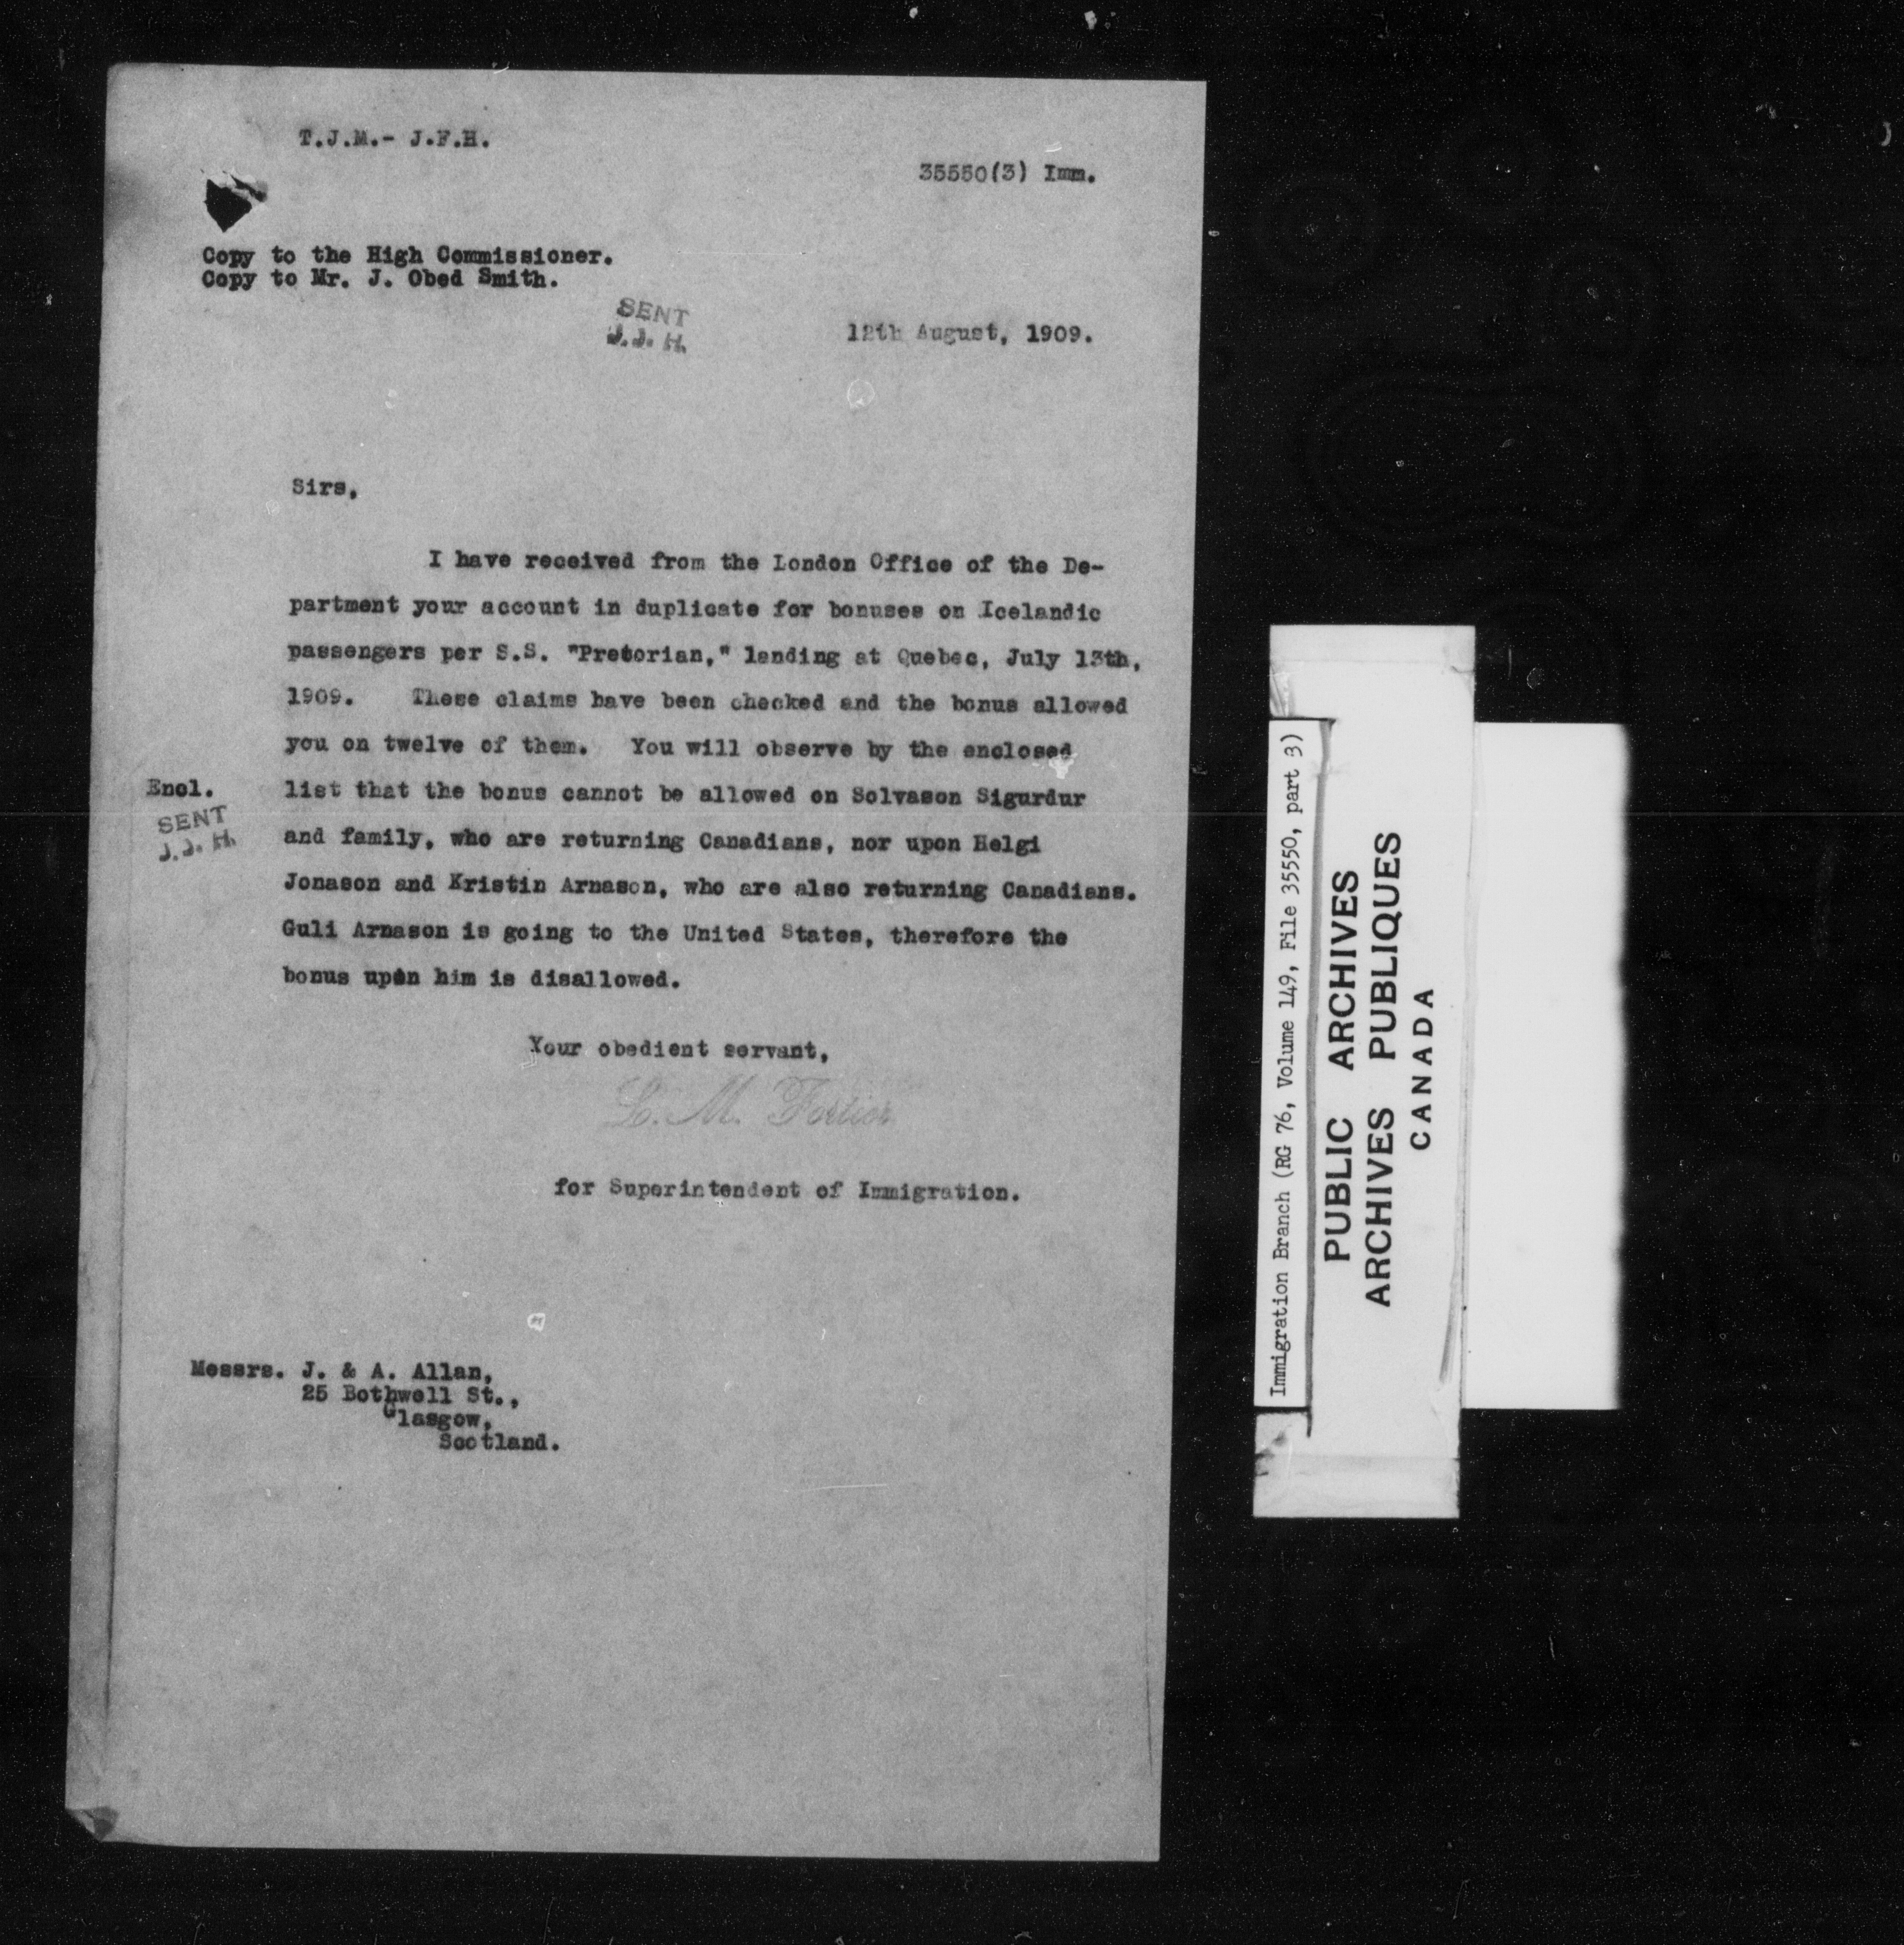 T.J.M.- J.F.H.
35550(3) Imm.
Copy to the High Commissioner.
Copy to Mr. J. Obed Smith.
SENT
J.J.H.
12th August, 1909.
Sirs,
I have received from the London Office of the De-
partment your account in duplicate for bonuses on Icelandic
passengers per S.S. "Pretorian," landing at Quebec, July 13th,
1909. These claims have been checked and the bonus allowed
you on twelve of them. You will observe by the enclosed
Encl.
list that the bonus cannot be allowed on Solvason Sigurdur
SENT
J.J.H.
and family, who are returning Canadians, nor upon Helgi
Jonason and Kristin Arnason, who are also returning Canadians.
Guli Arnason is going to the United States, therefore the
bonus upon him is disallowed.
Your obedient servant,
L. M. Fortier
for Superintendent of Immigration.
Messrs. J. & A. Allan,
25 Bothwell St.,
Glasgow,
Scotland.
Immigration Branch (RG 76, Volume 149, File 35550, part 3)
PUBLIC ARCHIVES
ARCHIVES PUBLIQUES
CANADA